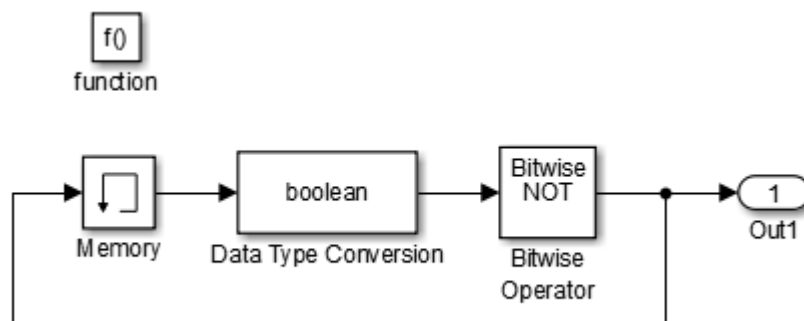 f()
function
boolean
Bitwise
NOT
1
Memory
Data Type Conversion
Bitwise
Operator
Out1